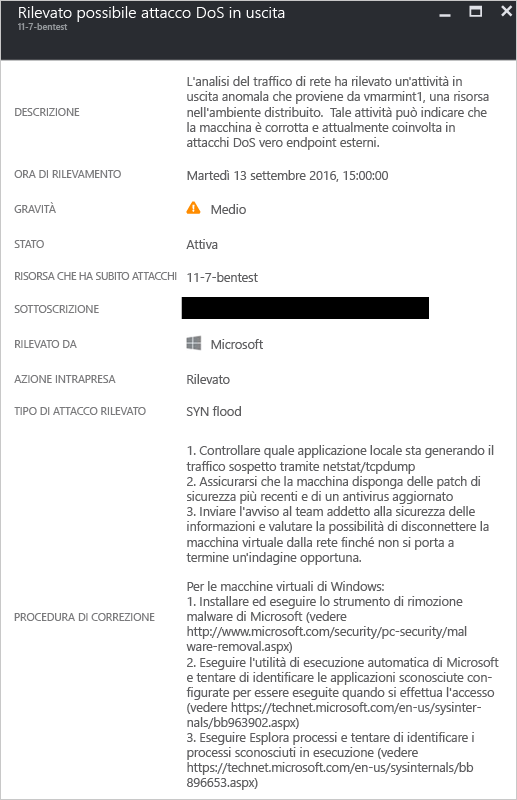 Rilevato possibile attacco DoS in uscita
11-7-bentest
DESCRIZIONE
L'analisi del traffico di rete ha rilevato un'attività in
uscita anomala che proviene da vmarmint1, una risorsa
nell'ambiente distribuito. Tale attività può indicare che
la macchina è corrotta e attualmente coinvolta in
attacchi DoS vero endpoint esterni.
ORA DI RILEVAMENTO
Martedì 13 settembre 2016, 15:00:00
GRAVITÀ
Medio
STATO
Attiva
RISORSA CHE HA SUBITO ATTACCHI
11-7-bentest
SOTTOSCRIZIONE
RILEVATO DA
Microsoft
AZIONE INTRAPRESA
Rilevato
TIPO DI ATTACCO RILEVATO
SYN flood
PROCEDURA DI CORREZIONE
1. Controllare quale applicazione locale sta generando il
traffico sospetto tramite netstat/tcpdump
2. Assicurarsi che la macchina disponga delle patch di
sicurezza più recenti e di un antivirus aggiornato
3. Inviare l'avviso al team addetto alla sicurezza delle
informazioni e valutare la possibilità di disconnettere la
macchina virtuale dalla rete finché non si porta a
termine un'indagine opportuna.
Per le macchine virtuali di Windows:
1. Installare ed eseguire lo strumento di rimozione
malware di Microsoft (vedere
http://www.microsoft.com/security/pc-security/mal
ware-removal.aspx)
2. Eseguire l'utilità di esecuzione automatica di Microsoft
e tentare di identificare le applicazioni sconosciute con-
figurate per essere eseguite quando si effettua l'accesso
(vedere https://technet.microsoft.com/en-us/sysinter-
nals/bb963902.aspx)
3. Eseguire Esplora processi e tentare di identificare i
processi sconosciuti in esecuzione (vedere
https://technet.microsoft.com/en-us/sysinternals/bb
896653.aspx)